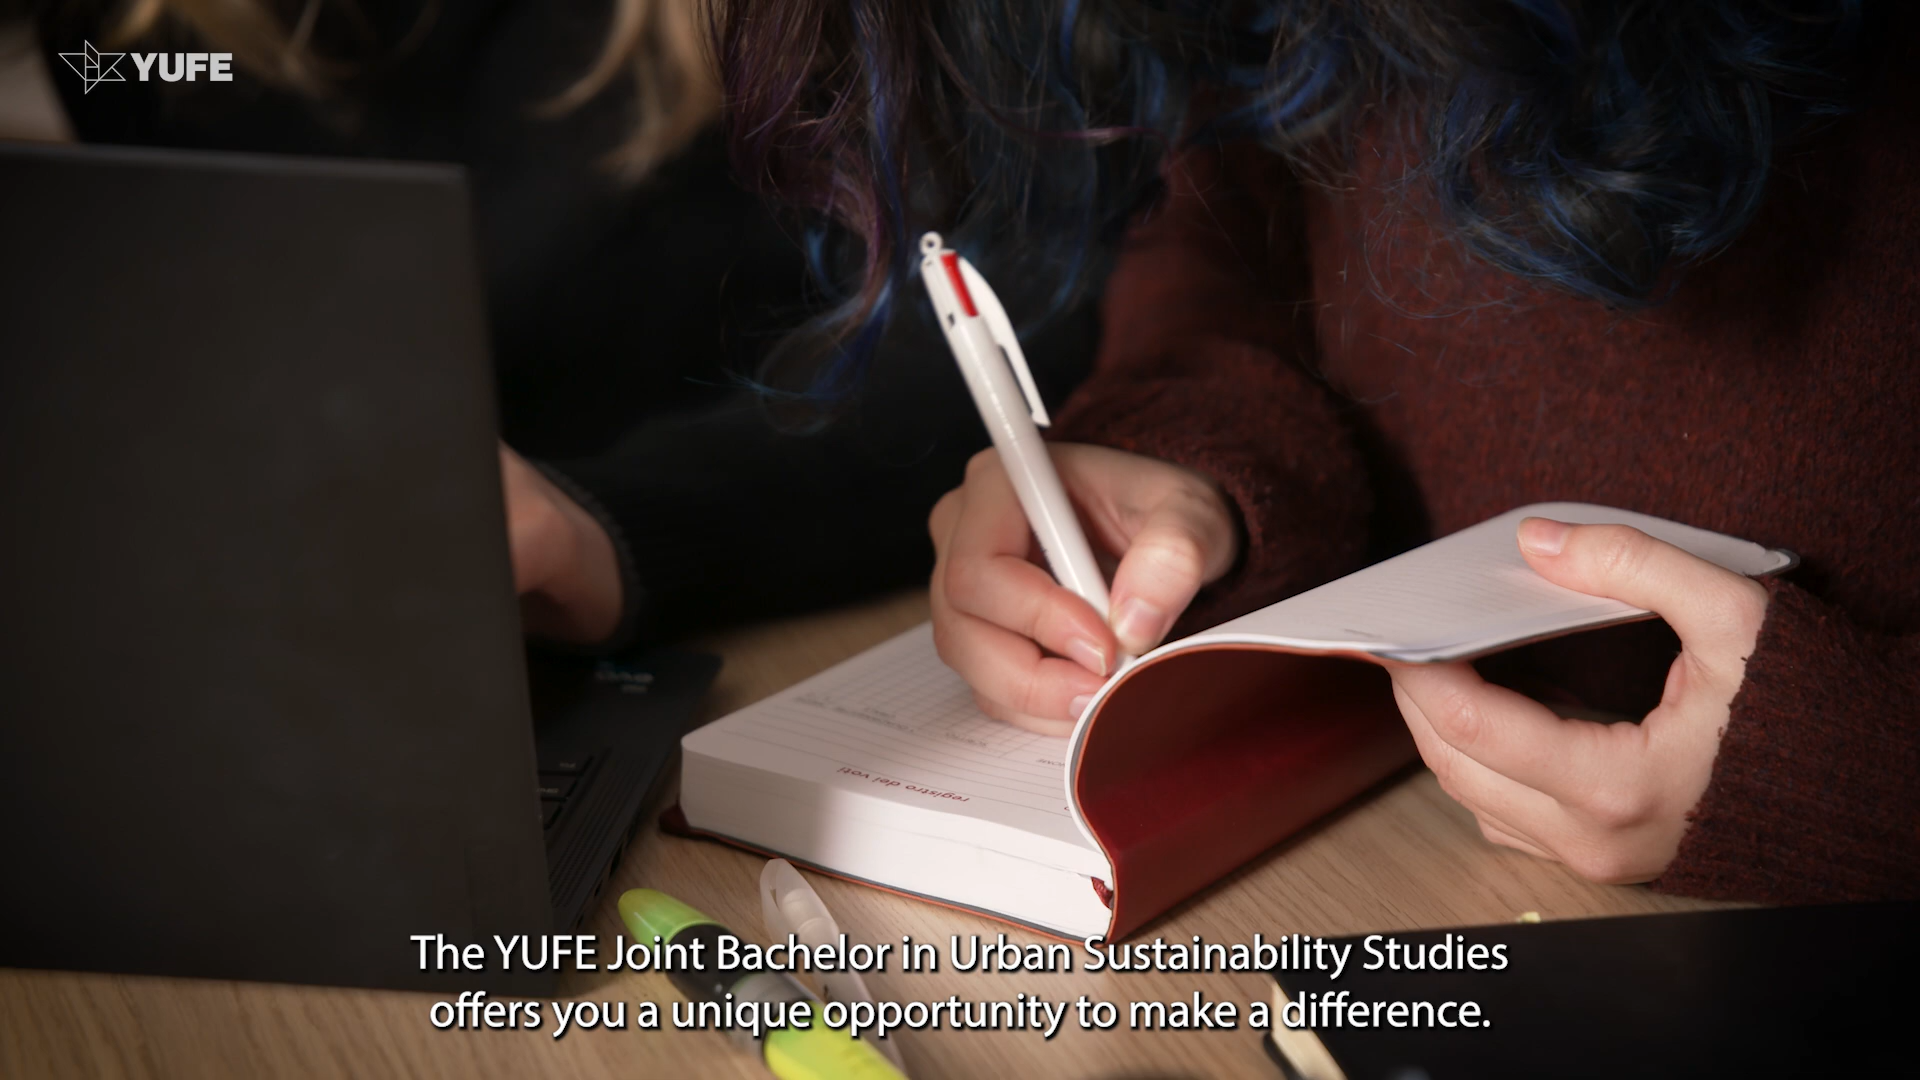 YUFE
registro dei voti
The YUFE Joint Bachelor in Urban Sustainability Studies
offers you a unique opportunity to make a difference.